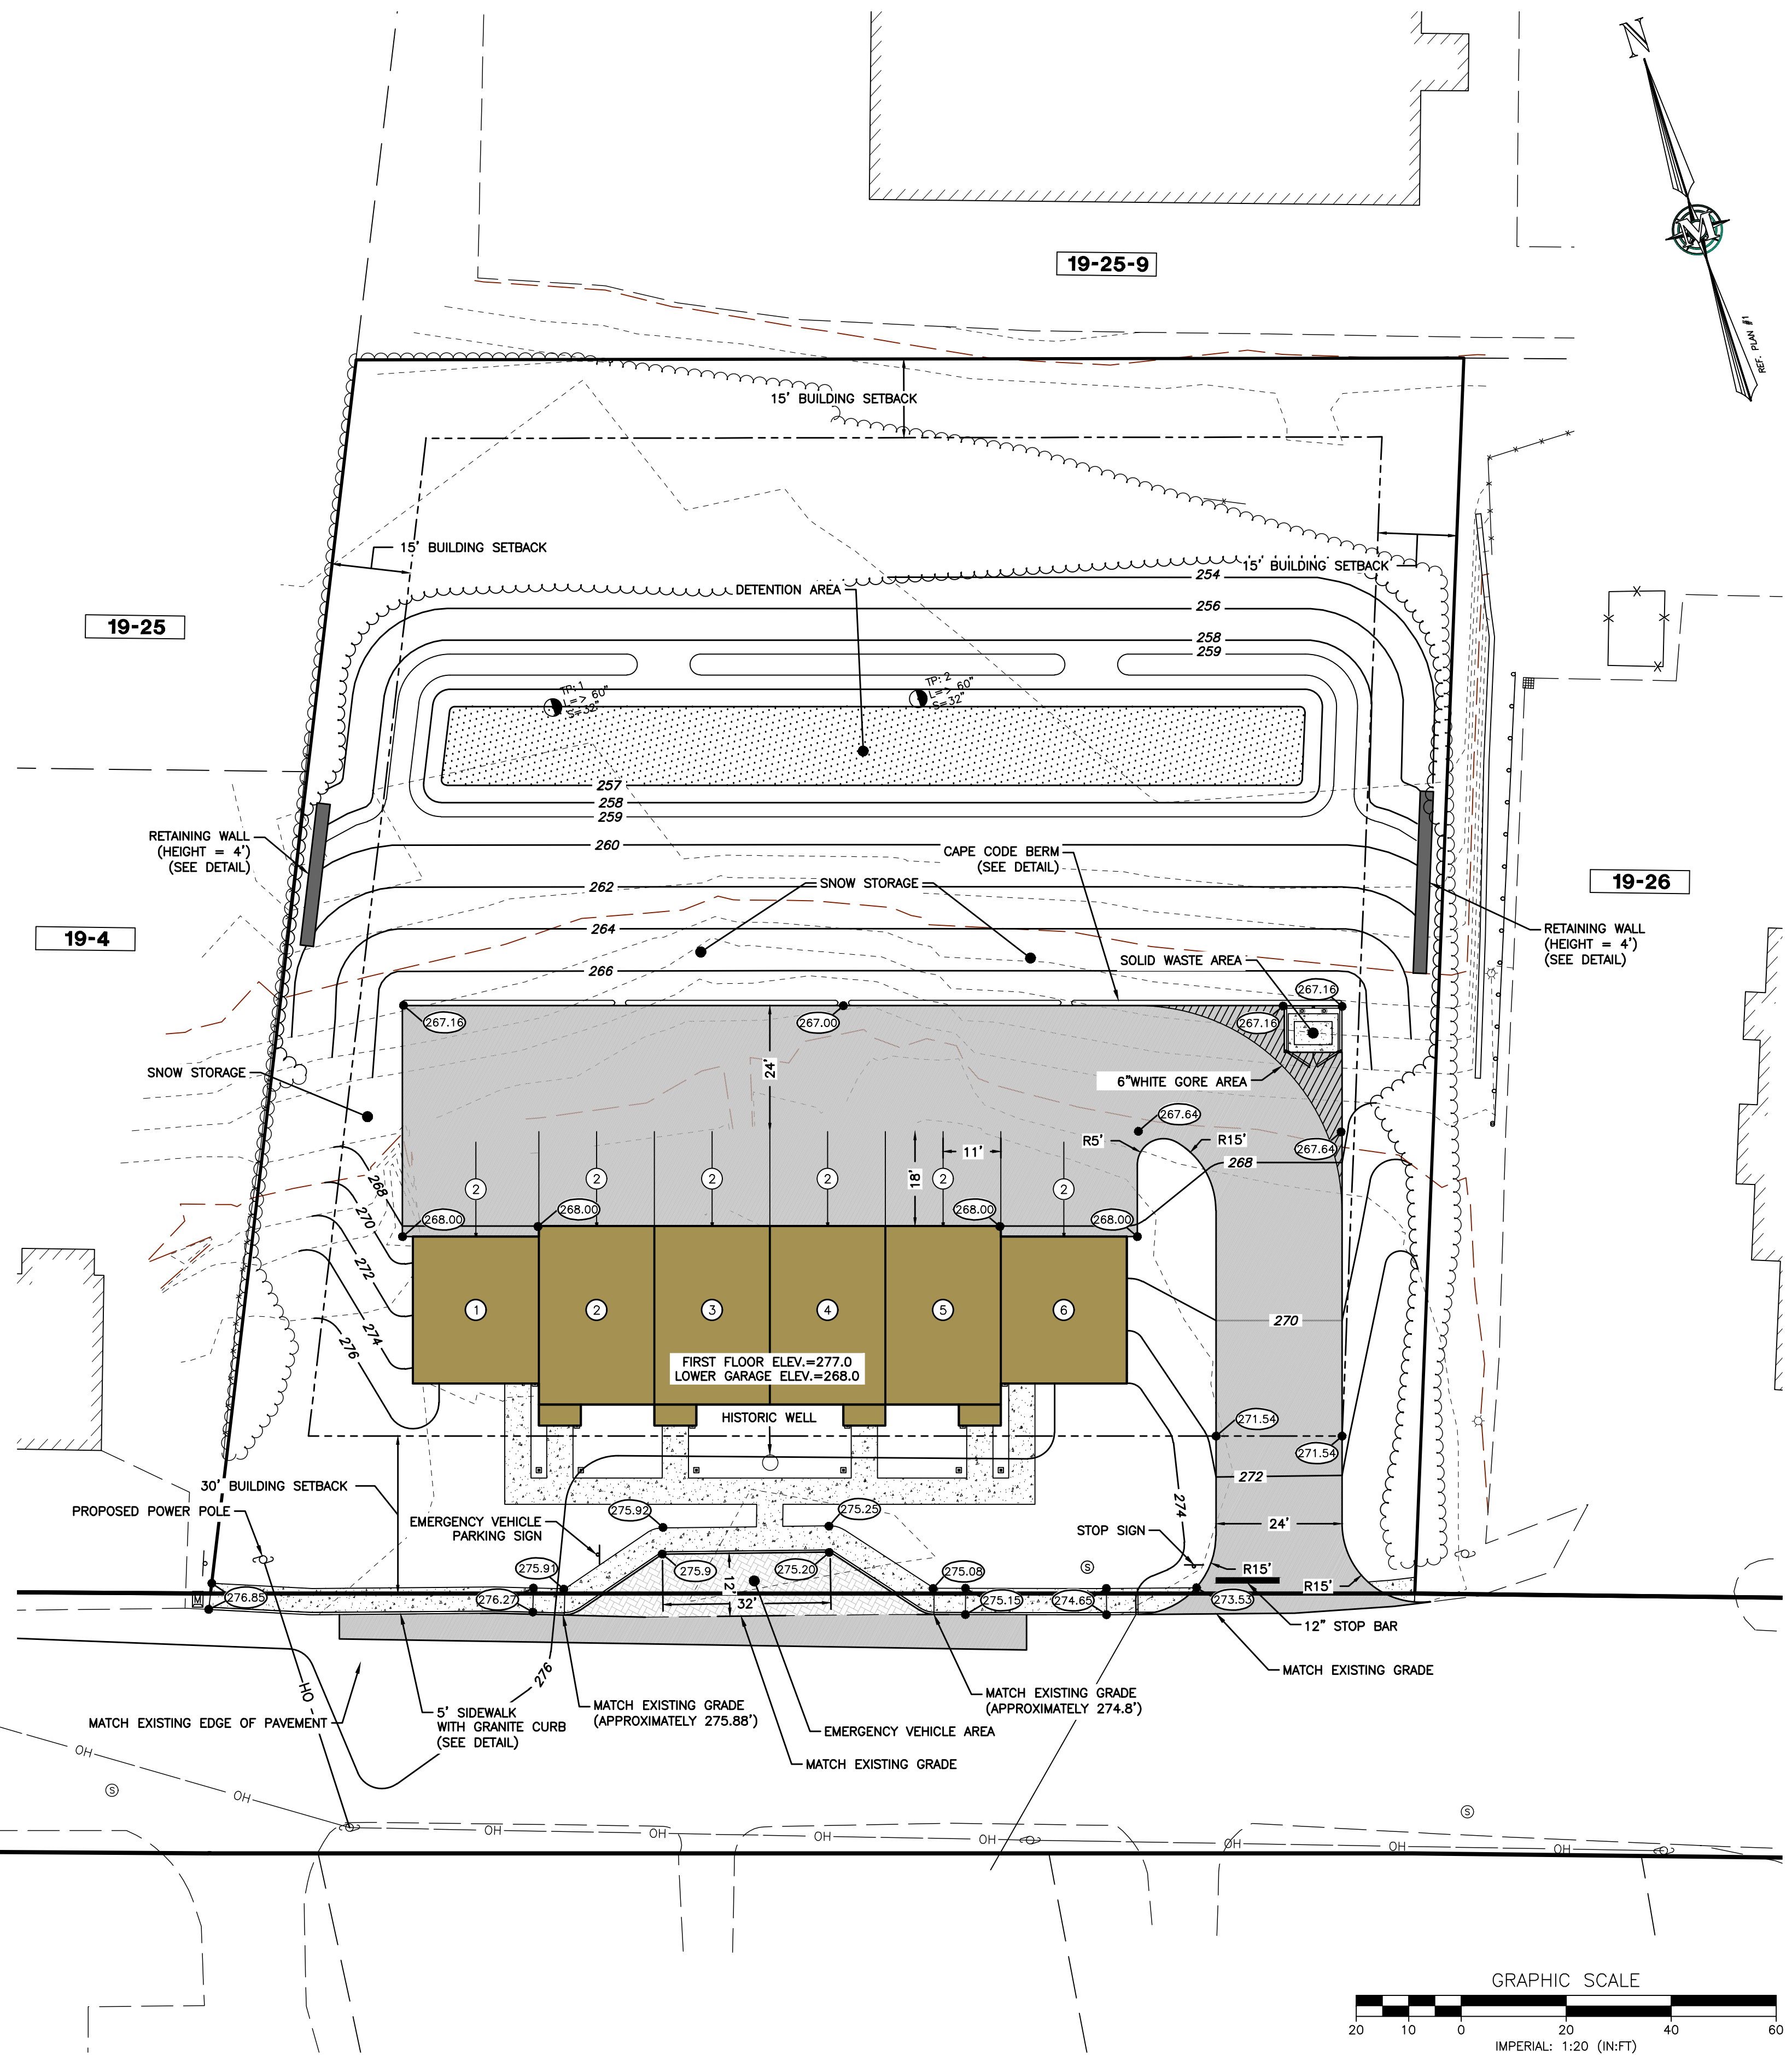 N
M
REF. PLAN #1
19-25-9
15' BUILDING SETBACK
15' BUILDING SETBACK
15' BUILDING SETBACK
254
DETENTION AREA
256
19-25
258
259
TP: 1
L=> 60"
S=32"
TP: 2
L=> 60"
S=32"
257
258
259
RETAINING WALL
(HEIGHT = 4')
(SEE DETAIL)
260
CAPE CODE BERM
(SEE DETAIL)
262
SNOW STORAGE
19-26
264
19-4
RETAINING WALL
(HEIGHT = 4')
(SEE DETAIL)
266
SOLID WASTE AREA
267.16
267.16
267.00
267.16
24'
SNOW STORAGE
6"WHITE GORE AREA
267.64
R5'
R15'
267.64
11'
268
18'
268
2
2
2
2
2
2
270
268.00
268.00
268.00
268.00
272
274
276
1
2
3
4
5
6
270
FIRST FLOOR ELEV.=277.0
LOWER GARAGE ELEV.=268.0
HISTORIC WELL
271.54
271.54
272
30' BUILDING SETBACK
274
PROPOSED POWER POLE
EMERGENCY VEHICLE
PARKING SIGN
275.92
275.25
24'
STOP SIGN
275.91
275.9
275.20
275.08
S
R15'
R15'
12'
32'
M
276.85
276.27
275.15
274.65
273.53
12" STOP BAR
MATCH EXISTING GRADE
276
OH
MATCH EXISTING GRADE
(APPROXIMATELY 275.88')
MATCH EXISTING GRADE
(APPROXIMATELY 274.8')
5' SIDEWALK
WITH GRANITE CURB
(SEE DETAIL)
MATCH EXISTING EDGE OF PAVEMENT
EMERGENCY VEHICLE AREA
MATCH EXISTING GRADE
OH
S
OH
S
OH
OH
OH
OH
OH
OH
OH
GRAPHIC SCALE
20 10 0 20 40 60
IMPERIAL: 1:20 (IN:FT)